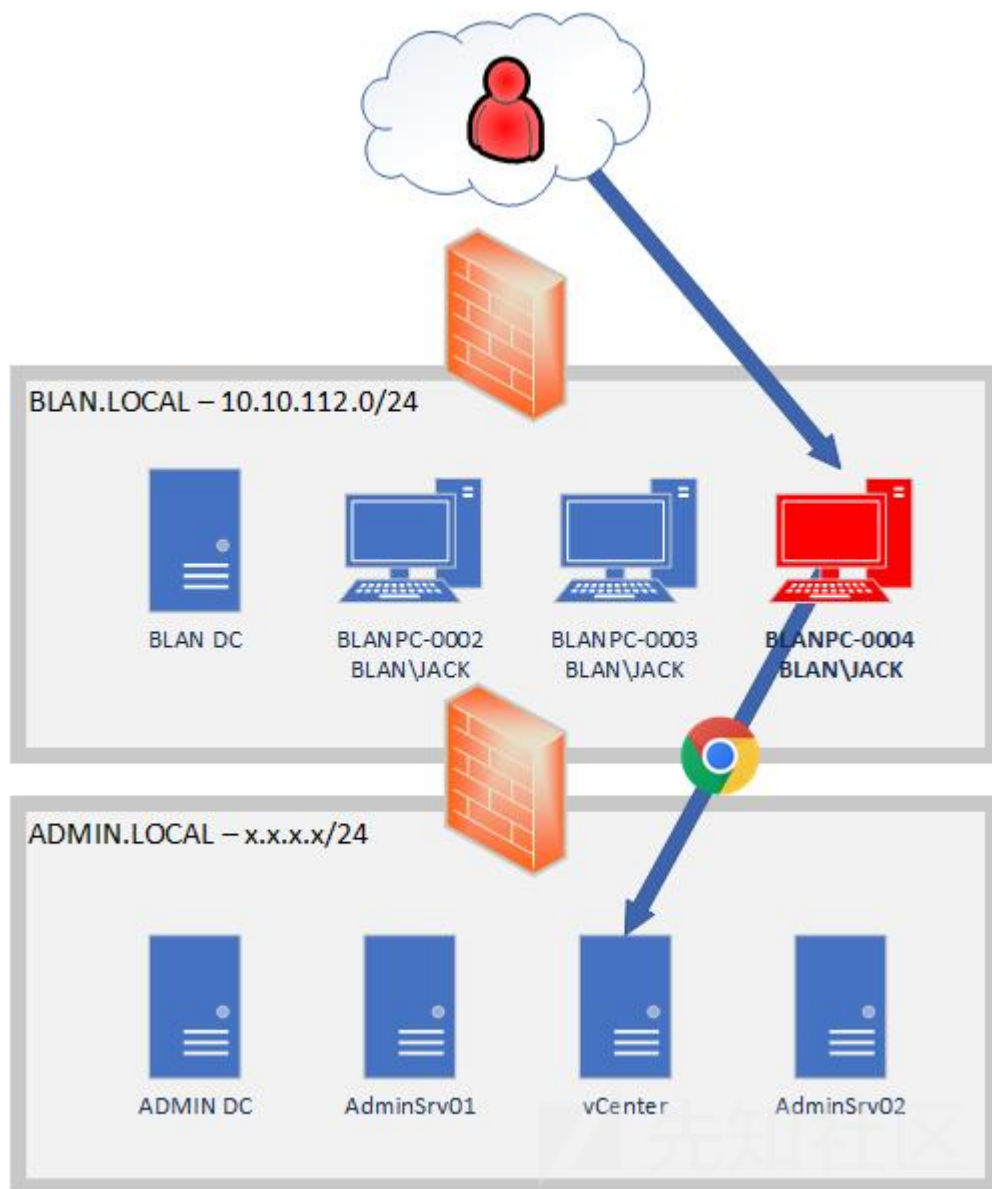 BLAN.LOCAL – 10.10.112.0/24
BLAN DC
BLANPC-0002
BLAN\JACK
BLANPC-0003
BLAN\JACK
BLANPC-0004
BLAN\JACK
ADMIN.LOCAL – x.x.x.x/24
ADMIN DC
AdminSrv01
vCenter
AdminSrv02
先知社区